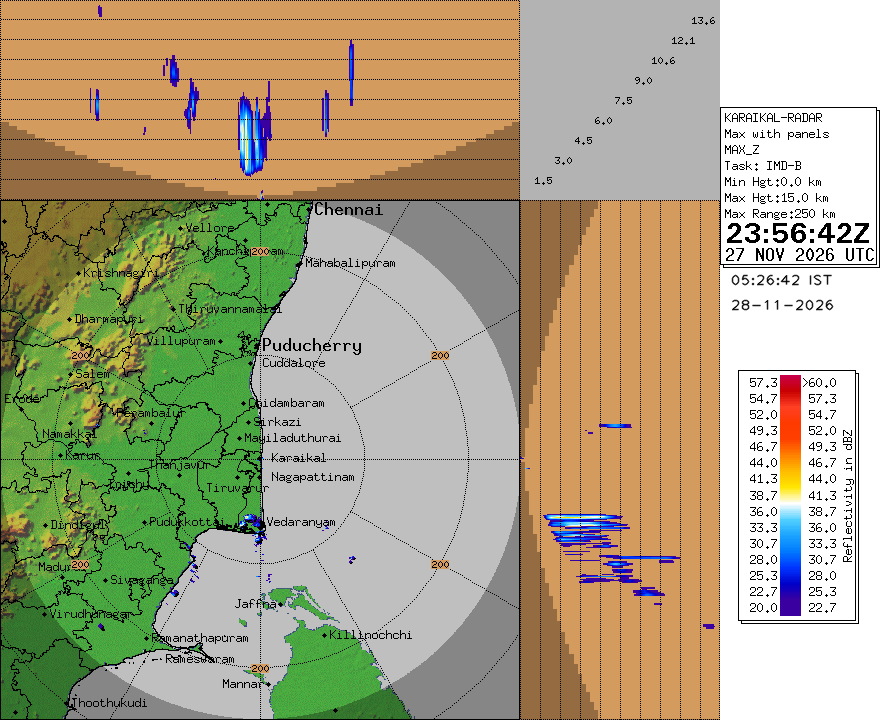 13.6
12.1
10.6
9.0
7.5
6.0
4.5
3.0
1.5
KARAIKAL-RADAR
Max with panels
MAX_Z
Task: IMD-B
Min Hgt:0.0 km
Max Hgt:15.0 km
Max Range:250 km
23:56:42Z
27 NOV 2026 UTC
05:26:42 IST
28-11-2026
Chennai
Vellore
200
Mahabalipuram
Krishnagiri
Thiruvannamalai
Dharmapuri
Villupuram
Puducherry
200
200
Cuddalore
Salem
Chidambaram
Perambalur
Sirkazi
Namakkal
Mayiladuthurai
Karur
Karaikal
Thanjavur
Nagapattinam
Tiruvarur
Pudukkottai
Vedaranyam
Dindigul
200
200
Sivaganga
Jaffna
Virudhunagar
Ramanathapuram
Killinochchi
Rameswaram
200
Mannar
Thoothukudi
57.3 >60.0
54.7 57.3
52.0 54.7
49.3 52.0
46.7 49.3
44.0 46.7
41.3 44.0
38.7 41.3
36.0 38.7
33.3 36.0
30.7 33.3
28.0 30.7
25.3 28.0
22.7 25.3
20.0 22.7
Reflectivity in dBZ